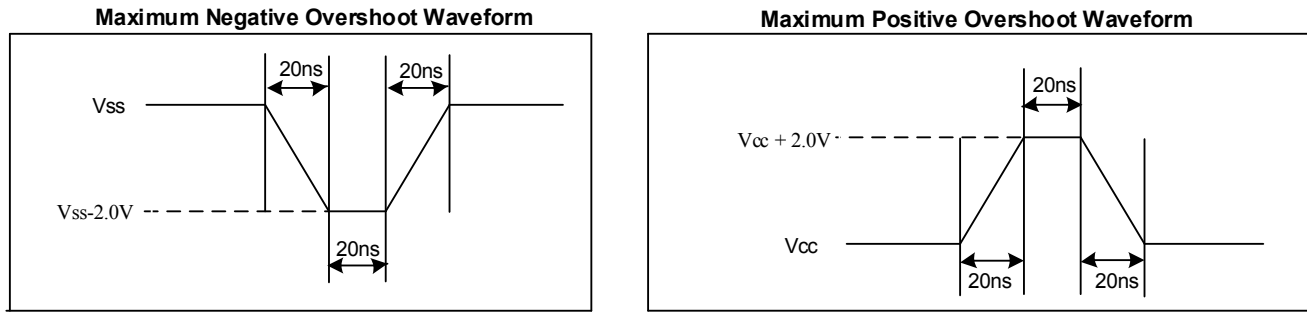 Maximum Negative Overshoot Waveform
20ns
20ns
Vss
Vss-2.0V
20ns
Maximum Positive Overshoot Waveform
20ns
Vcc + 2.0V
Vcc
20ns
20ns